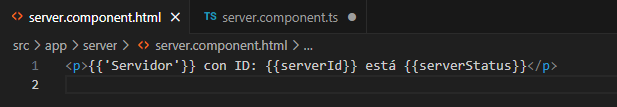 server.component.html ×
TS server.component.ts
src > app > server > server.component.html > ...
1 <p>{{'Servidor'}} con ID: {{serverId}} está {{serverStatus}}</p>
2